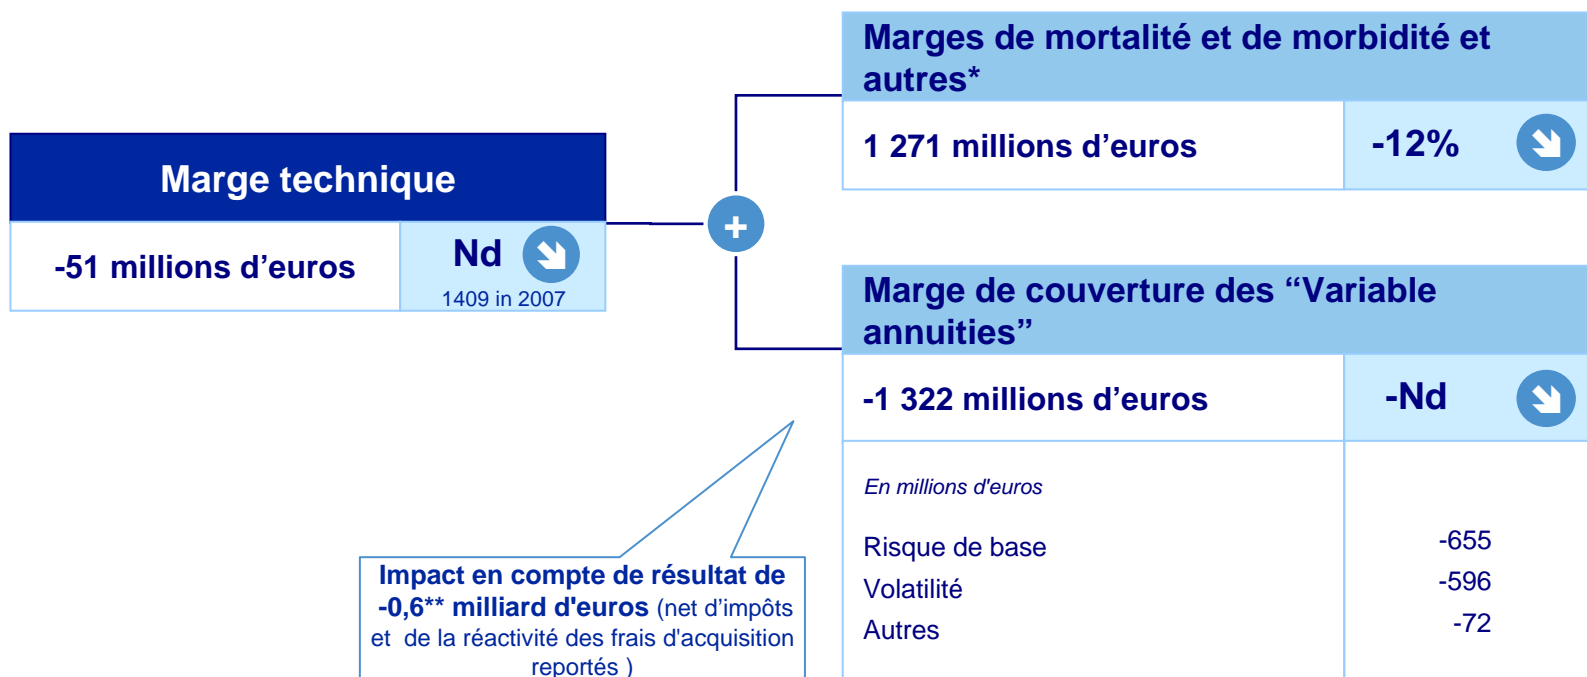 Marge technique
-51 millions d’euros
Nd
1409 in 2007
+
Marges de mortalité et de morbidité et
autres*
1 271 millions d’euros
-12%
Marge de couverture des “Variable
annuities”
-1 322 millions d’euros
-Nd
En millions d'euros
Risque de base -655
Volatilité -596
Autres -72
Impact en compte de résultat de
-0,6** milliard d'euros (net d’impôts
et de la réactivité des frais d'acquisition
reportés )